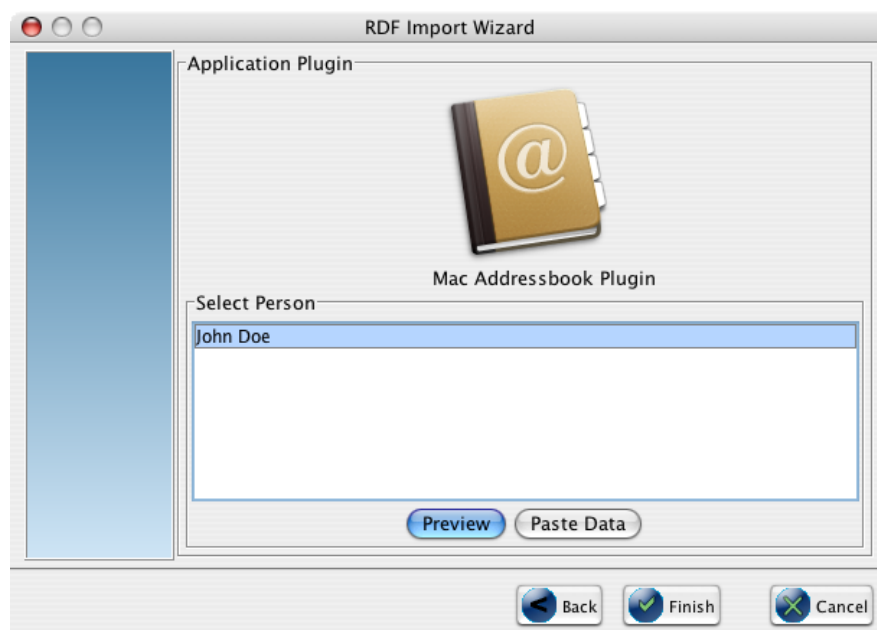 RDF Import Wizard
Application Plugin
@
Mac Addressbook Plugin
Select Person
John Doe
Preview Paste Data
< Back Finish Cancel